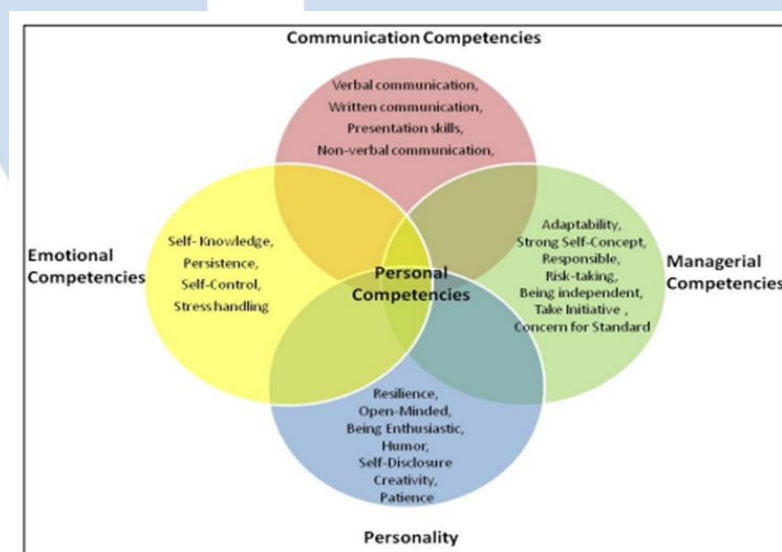 Communication Competencies
Verbal communication,
Written communication,
Presentation skills,
Non-verbal communication,
Emotional
Competencies
Self- Knowledge,
Persistence,
Self-Control,
Stress handling
Personal
Competencies
Adaptability,
Strong Self-Concept,
Responsible,
Risk-taking,
Being independent,
Take Initiative ,
Concern for Standard
Managerial
Competencies
Resilience,
Open-Minded,
Being Enthusiastic,
Humor,
Self-Disclosure
Creativity,
Patience
Personality